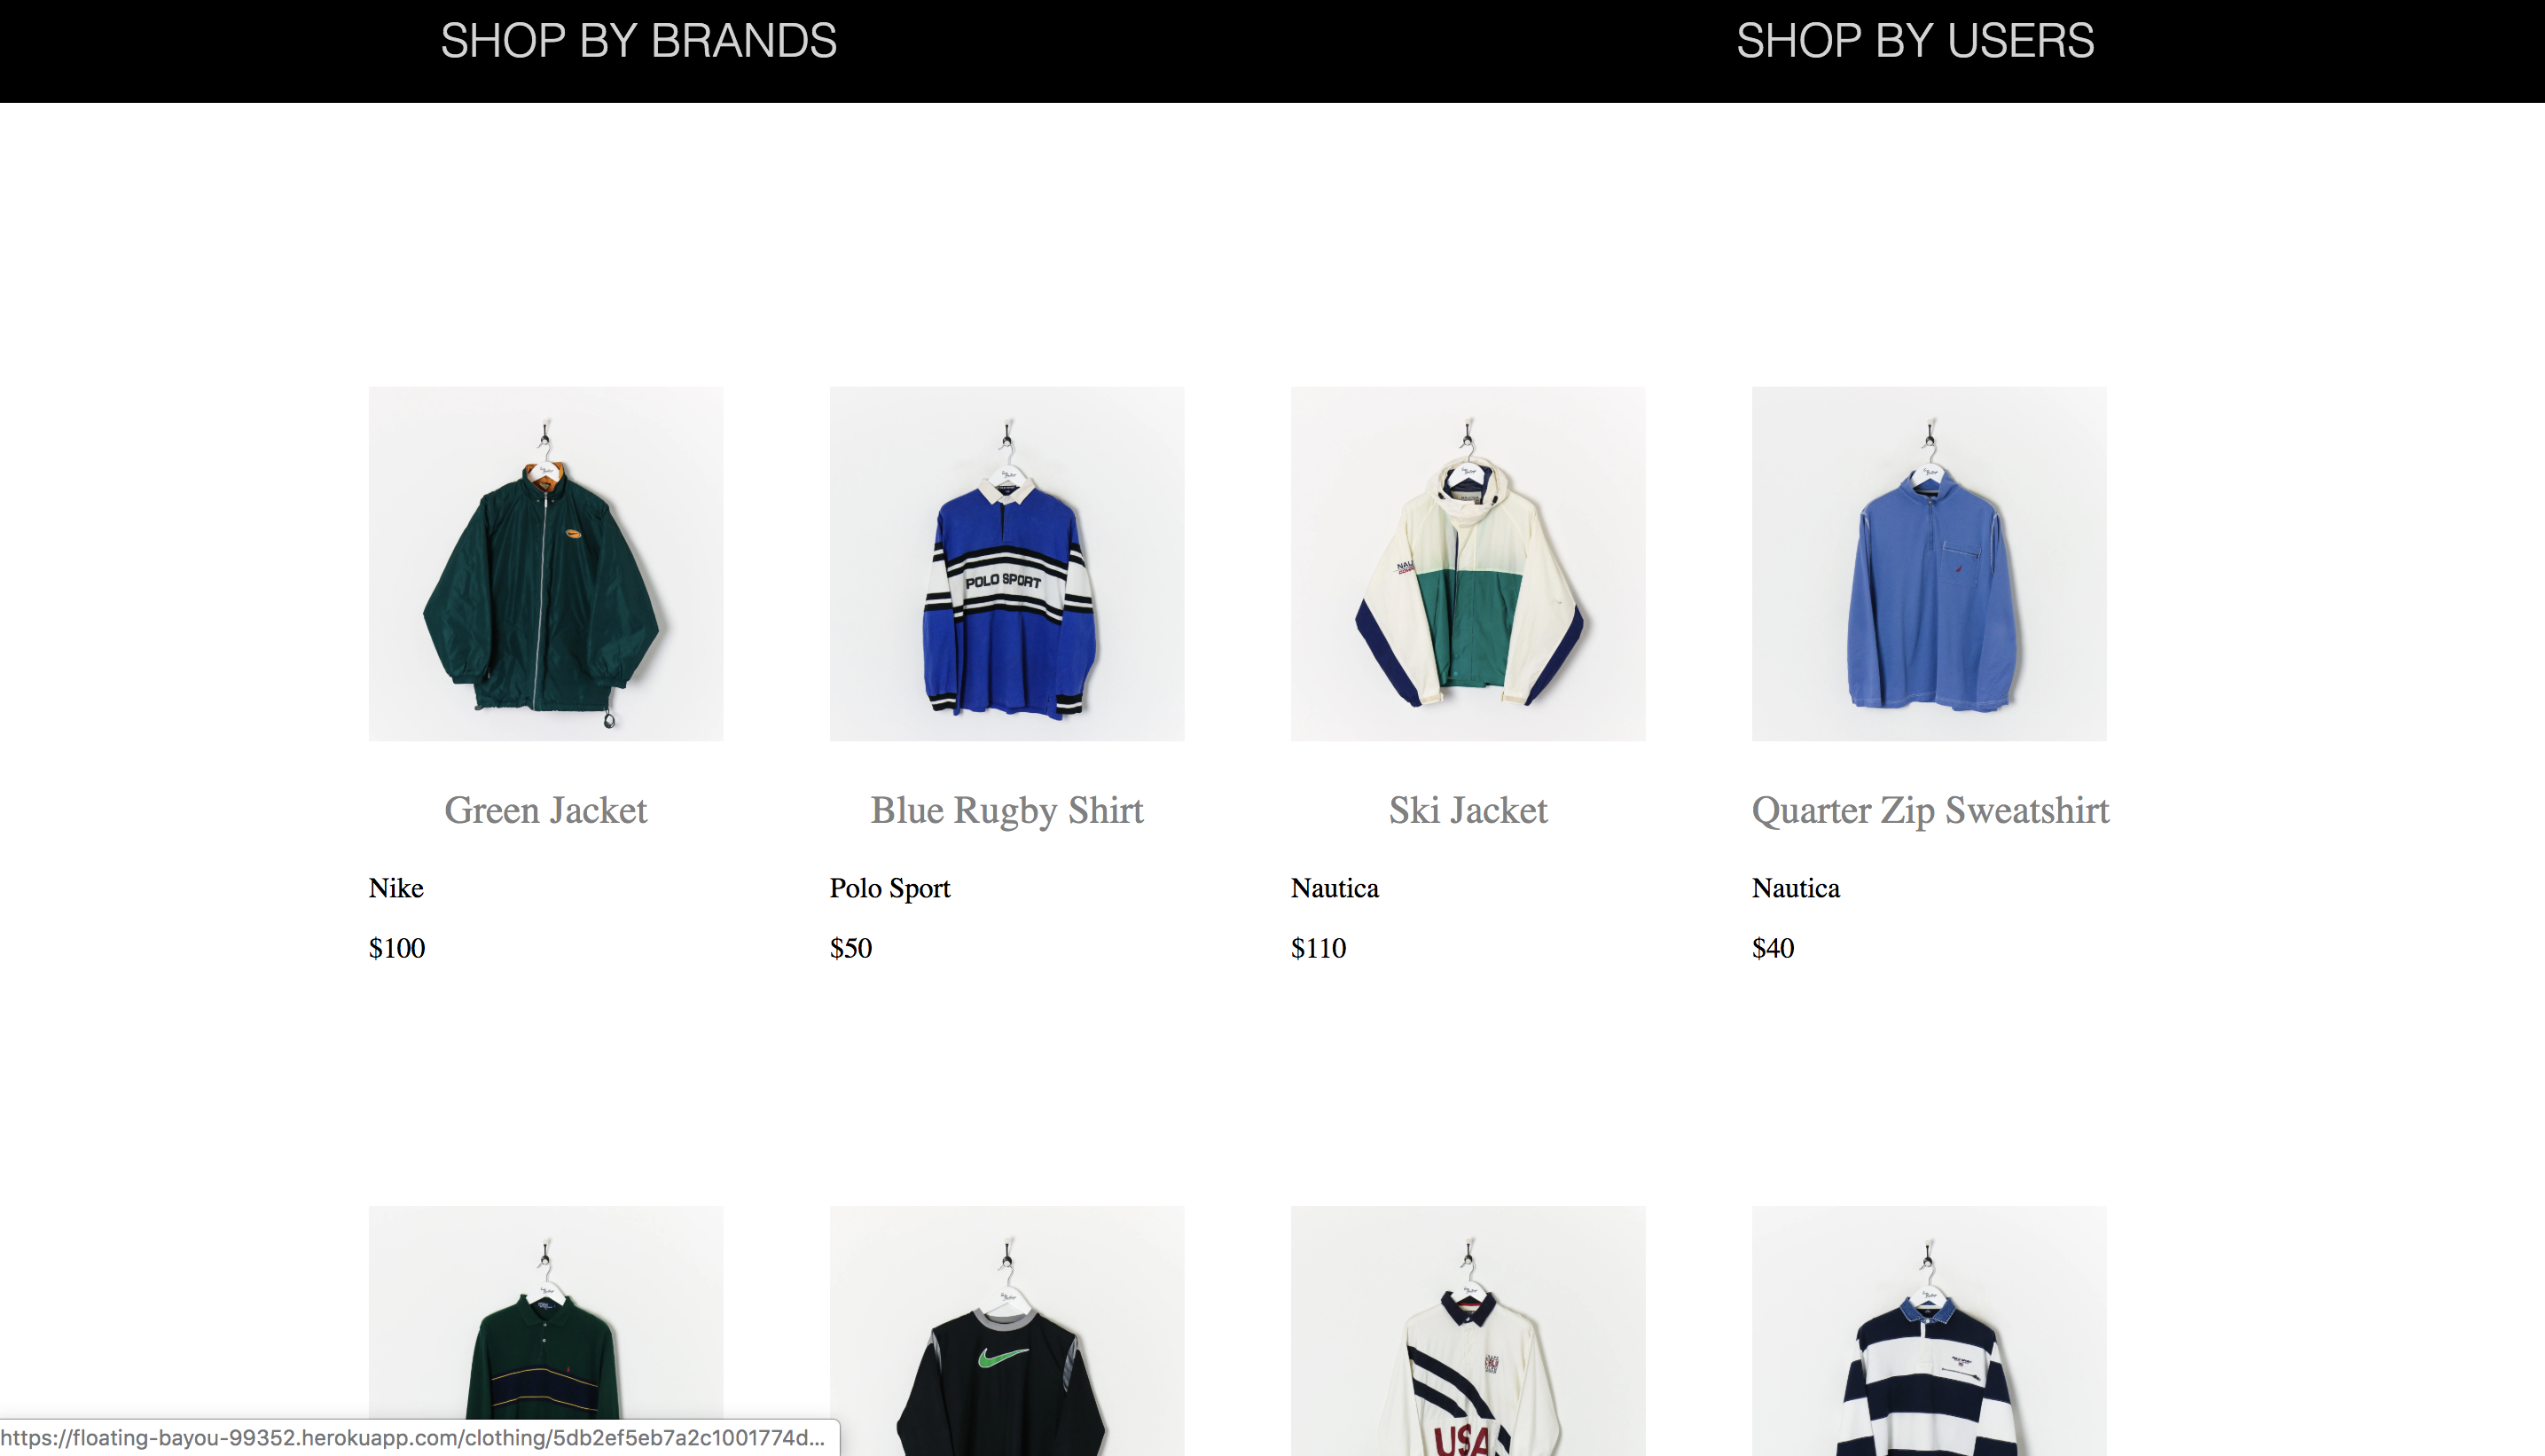 SHOP BY BRANDS
SHOP BY USERS
POLO SPORT
NAU
Green Jacket
Blue Rugby Shirt
Ski Jacket
Quarter Zip Sweatshirt
Nike
Polo Sport
Nautica
Nautica
$100
$50
$110
$40
USA
https://floating-bayou-99352.herokuapp.com/clothing/5db2ef5eb7a2c1001774d...